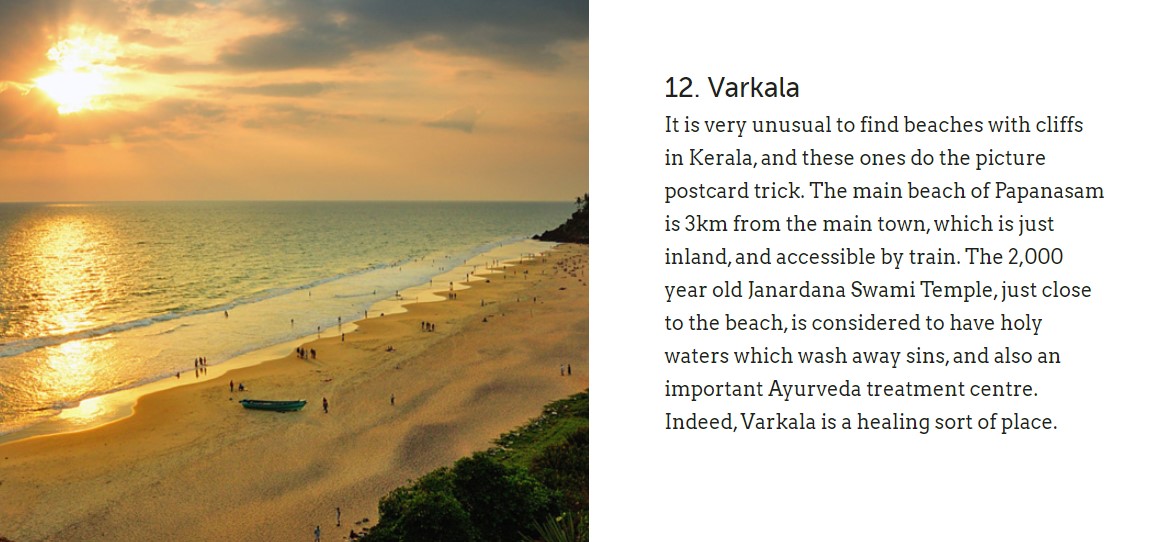 12. Varkala
It is very unusual to find beaches with cliffs
in Kerala, and these ones do the picture
postcard trick. The main beach of Papanasam
is 3km from the main town, which is just
inland, and accessible by train. The 2,000
year old Janardana Swami Temple, just close
to the beach, is considered to have holy
waters which wash away sins, and also an
important Ayurveda treatment centre.
Indeed, Varkala is a healing sort of place.